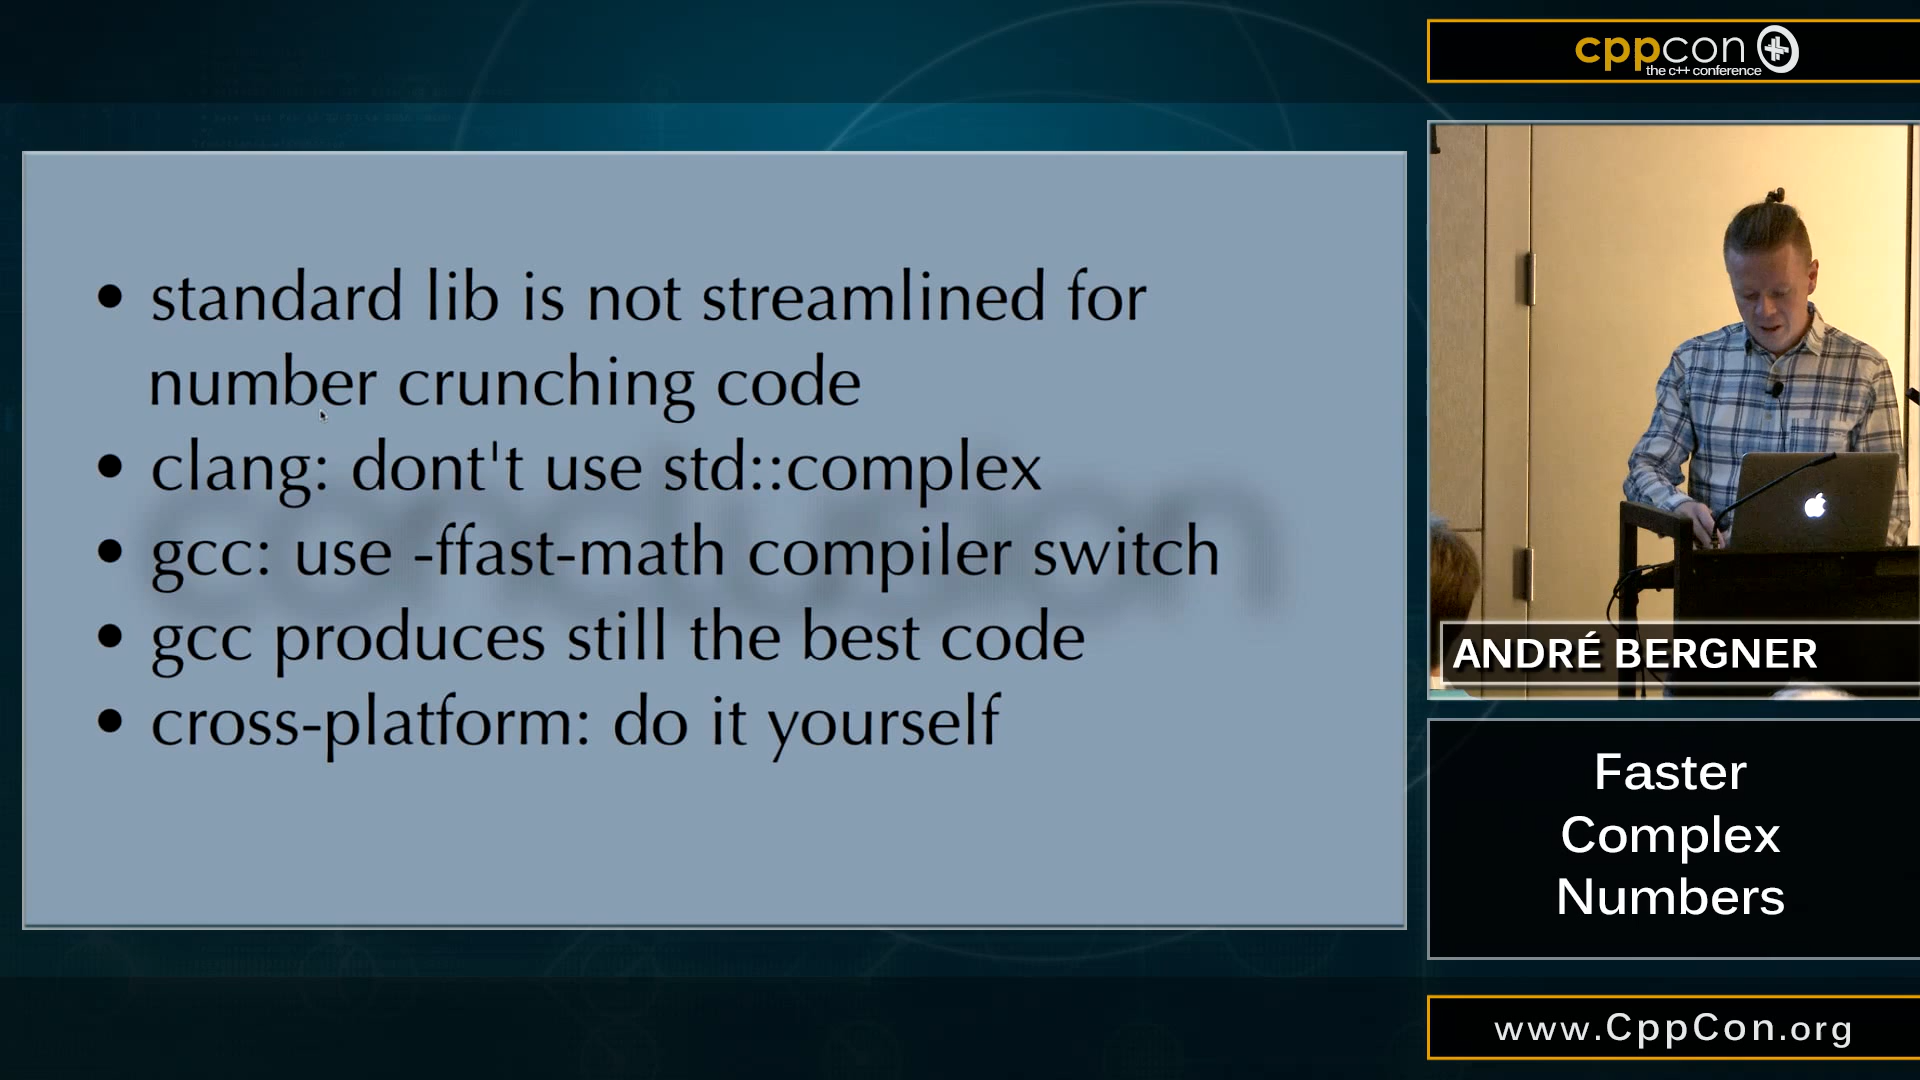 cppcon
the c++ conference
• standard lib is not streamlined for
number crunching code
• clang: dont't use std::complex
• gcc: use -ffast-math compiler switch
• gcc produces still the best code
• cross-platform: do it yourself
conclusion
ANDRÉ BERGNER
Faster
Complex
Numbers
www.CppCon.org